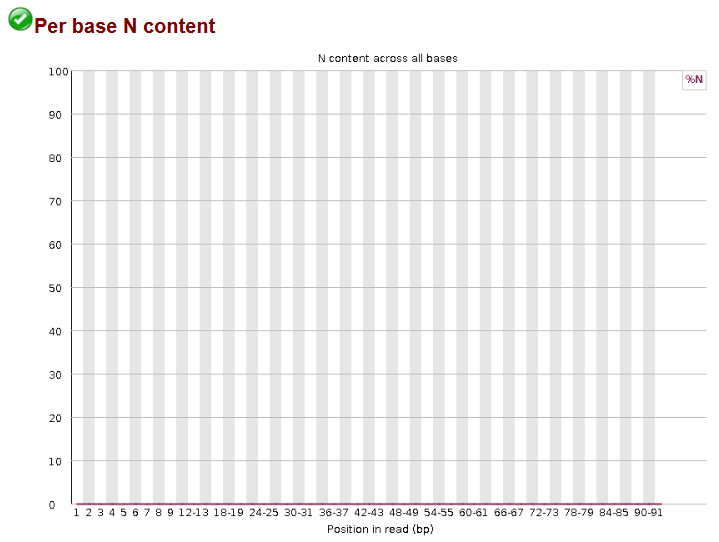 Per base N content
N content across all bases
%N
100
90
80
70
60
50
40
30
20
10
0
1 2 3 4 5 6 7 8 9 12-13 18-19 24-25 30-31 36-37 42-43 48-49 54-55 60-61 66-67 72-73 78-79 84-85 90-91
Position in read (bp)